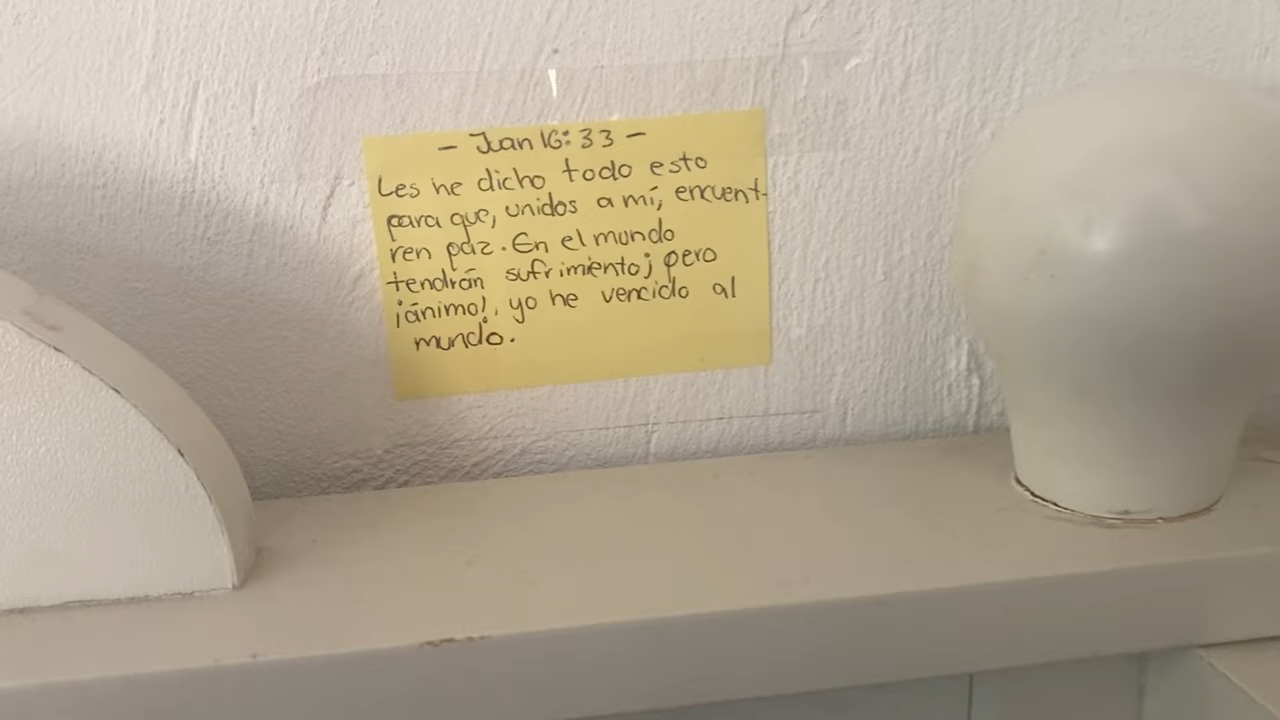 - Juan 16:33 -
Les he dicho todo esto
para que, unidos a mí, encuent-
ren paz. En el mundo
tendrán sufrimiento; pero
¡ánimo!, yo he vencido al
mundo.